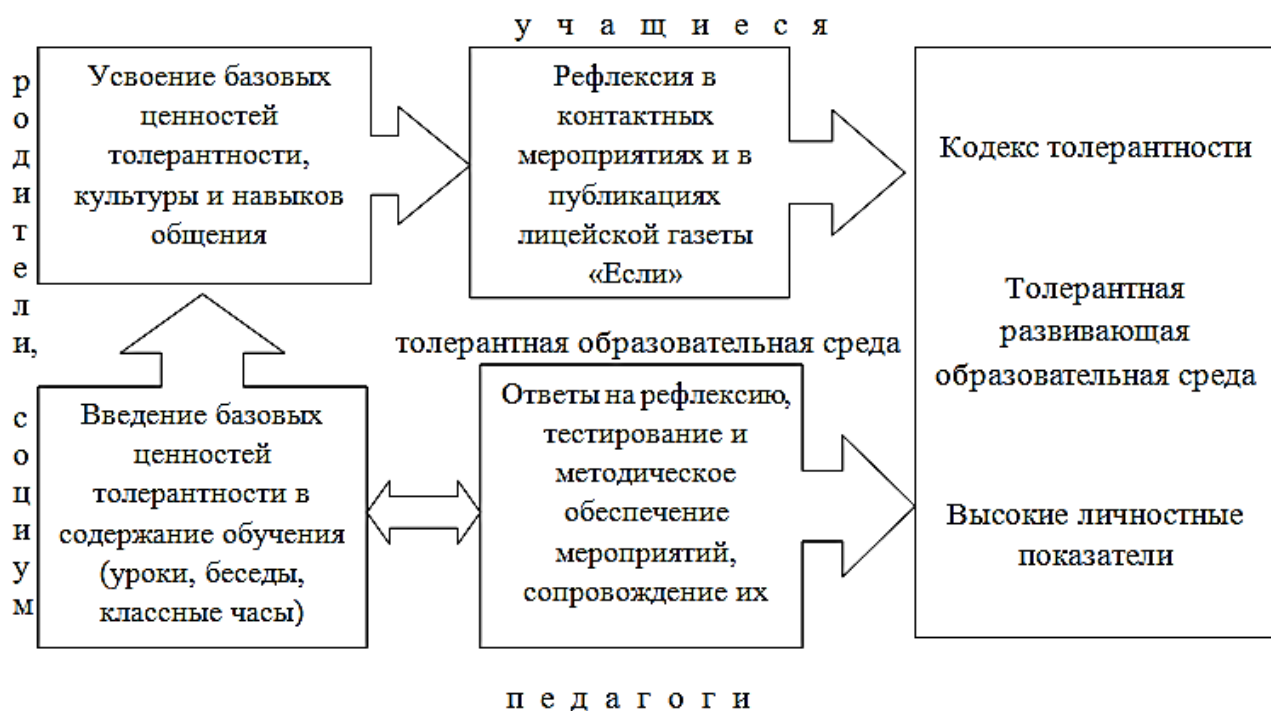 у ч а щ и е с я
родители,
Усвоение базовых
ценностей
толерантности,
культуры и навыков
общения
Рефлексия в
контактных
мероприятиях и в
публикациях
лицейской газеты
«Если»
Кодекс толерантности
Толерантная
развивающая
образовательная среда
Высокие личностные
показатели
толерантная образовательная среда
социум
Введение базовых
ценностей
толерантности в
содержание обучения
(уроки, беседы,
классные часы)
Ответы на рефлексию,
тестирование и
методическое
обеспечение
мероприятий,
сопровождение их
п е д а г о г и